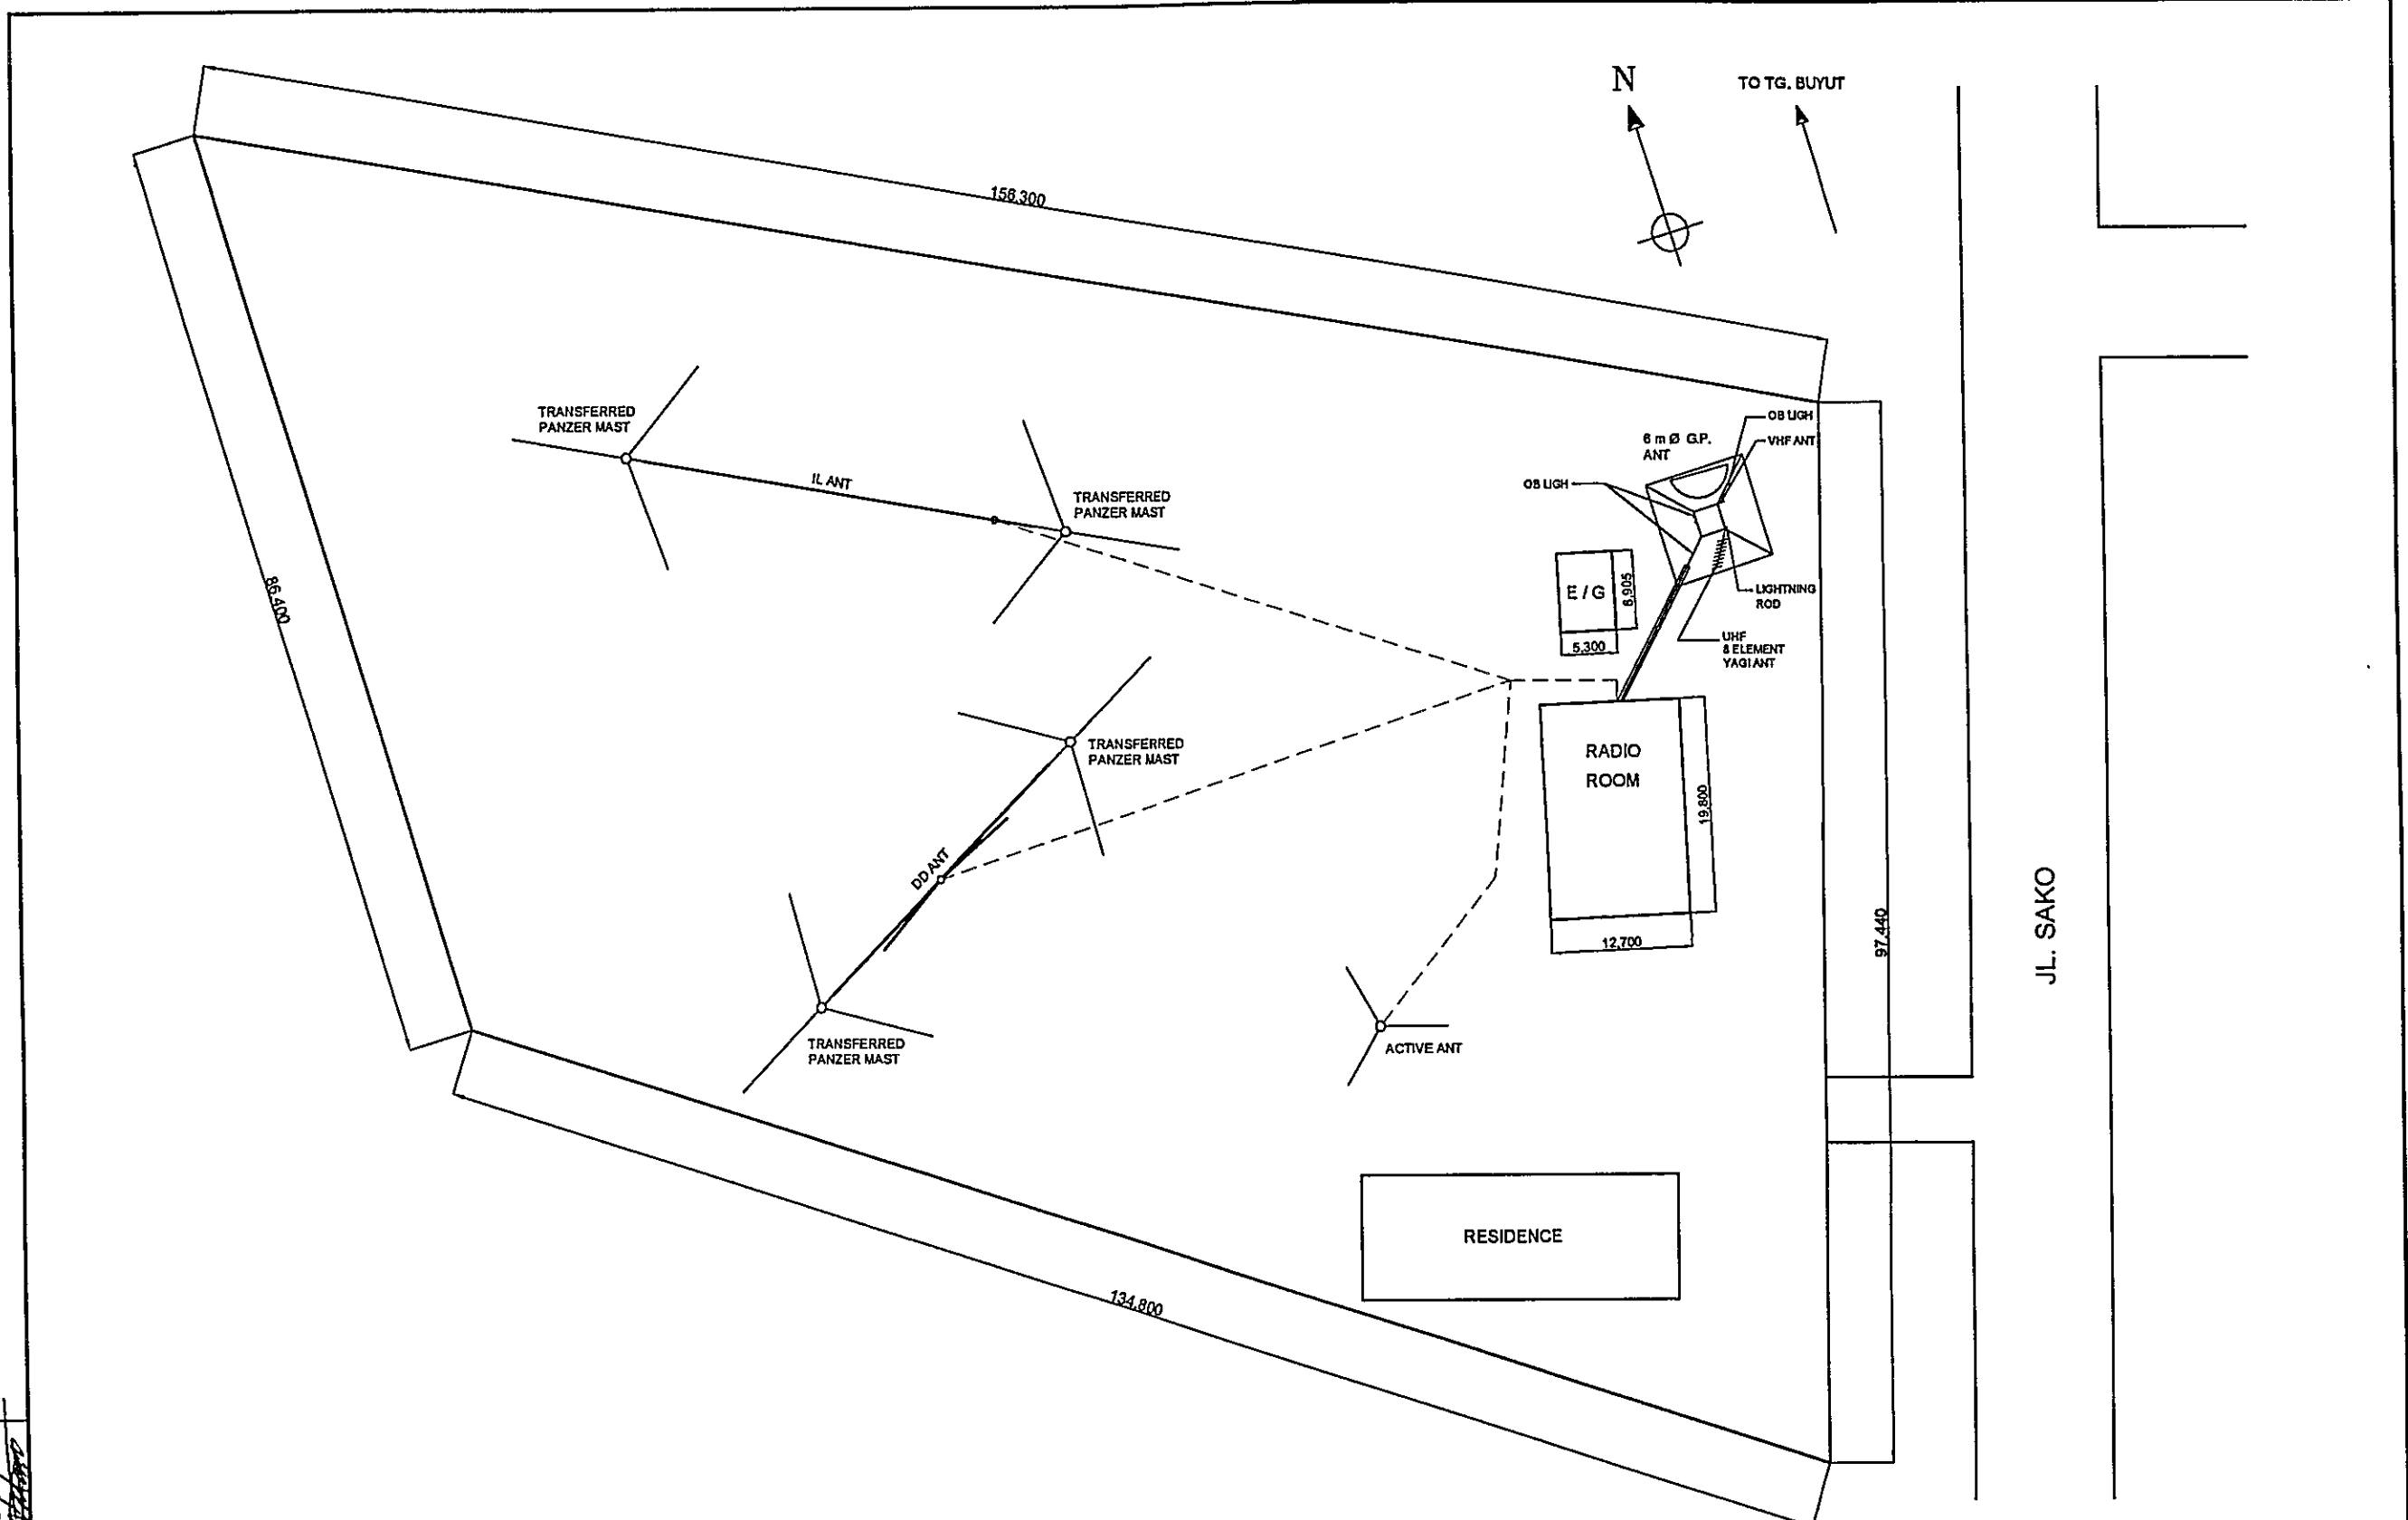 N
TO TG. BUYUT
156,300
TRANSFERRED
PANZER MAST
IL ANT
TRANSFERRED
PANZER MAST
6 m Ø G.P.
ANT
OB LIGH
VHF ANT
OB LIGH
E / G
6,905
5,300
LIGHTNING
ROD
UHF
8 ELEMENT
YAGI ANT
86,400
TRANSFERRED
PANZER MAST
RADIO
ROOM
19,800
12,700
DD ANT
TRANSFERRED
PANZER MAST
ACTIVE ANT
97,440
JL. SAKO
RESIDENCE
134,800